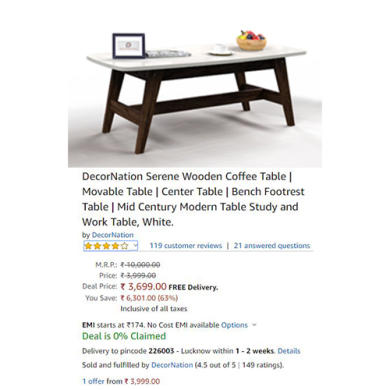 DecorNation Serene Wooden Coffee Table |
Movable Table | Center Table | Bench Footrest
Table | Mid Century Modern Table Study and
Work Table, White.
by DecorNation
119 customer reviews | 21 answered questions
M.R.P.: ₹ 10,000.00
Price: ₹ 3,999.00
Deal Price: ₹ 3,699.00 FREE Delivery.
You Save: ₹ 6,301.00 (63%)
Inclusive of all taxes
EMI starts at ₹174. No Cost EMI available Options
Deal is 0% Claimed
Delivery to pincode 226003 - Lucknow within 1 - 2 weeks. Details
Sold and fulfilled by DecorNation (4.5 out of 5 | 149 ratings).
1 offer from ₹ 3,999.00